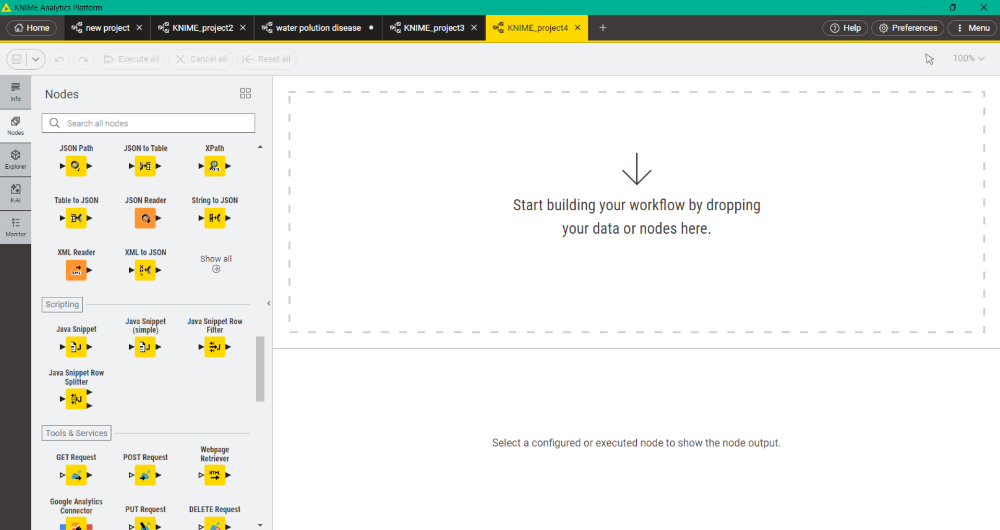 KNIME Analytics Platform
Home
new project
KNIME_project2
water polution disease
KNIME_project3
KNIME_project4
Help
Preferences
Menu
Execute all
Cancel all
Reset all
100%
Info
Nodes
Explorer
K-AI
Monitor
Nodes
Search all nodes
JSON Path
JSON to Table
XPath
XML
Table to JSON
JSON Reader
String to JSON
XML Reader
XML
XML to JSON
XML
Show all
Scripting
Java Snippet
J
Java Snippet
(simple)
J
Java Snippet Row
Filter
J
Java Snippet Row
Splitter
J
Tools & Services
GET Request
POST Request
Webpage
Retriever
HTML
Google Analytics
Connector
PUT Request
DELETE Request
Start building your workflow by dropping
your data or nodes here.
Select a configured or executed node to show the node output.